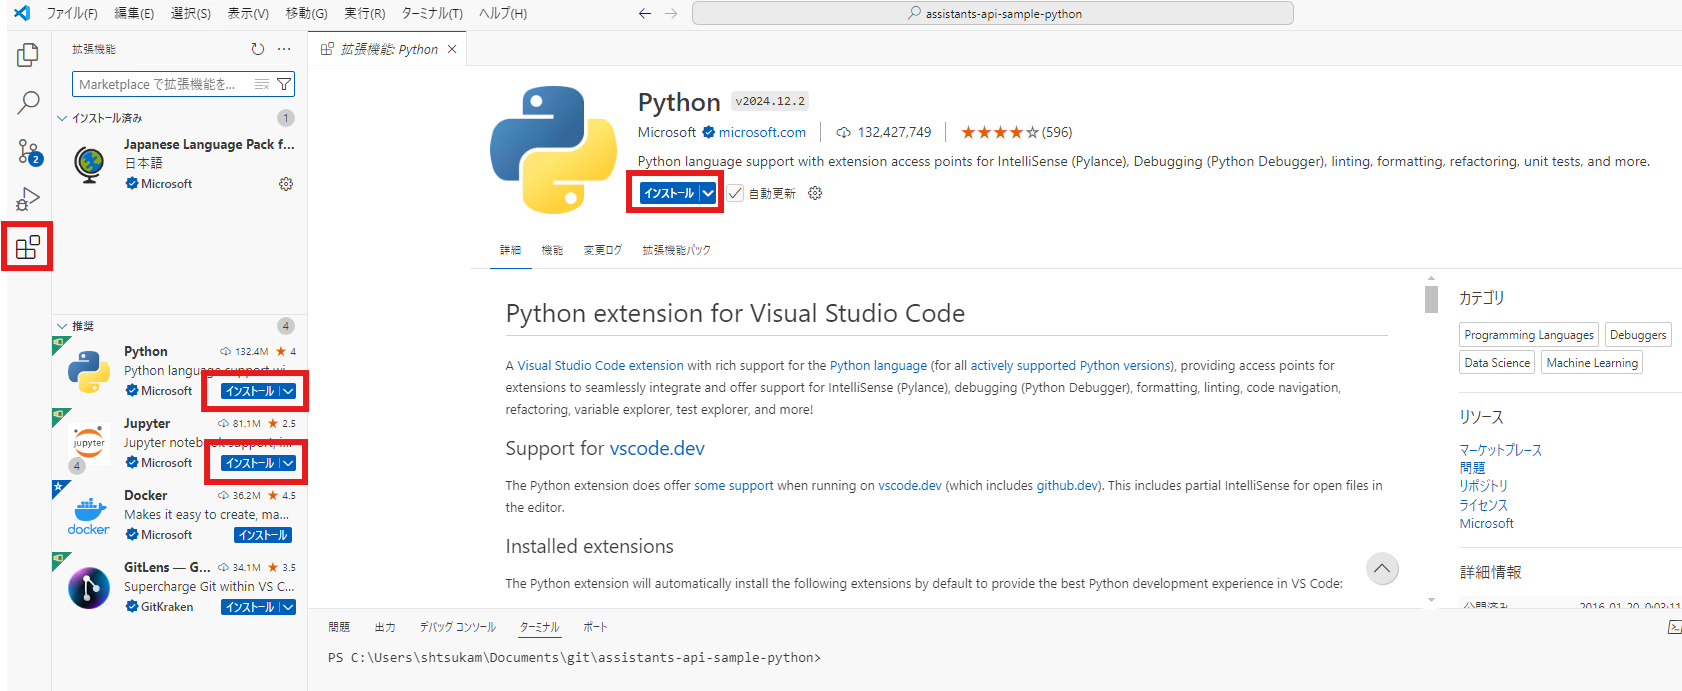 ファイル(F) 編集(E) 選択(S) 表示(V) 移動(G) 実行(R) ターミナル(T) ヘルプ(H)
assistants-api-sample-python
拡張機能
Marketplace で拡張機能を...
インストール済み
1
Japanese Language Pack f...
日本語
Microsoft
2
推奨
4
Python 132.4M 4
Python language support wi...
Microsoft インストール
Jupyter 81.1M 2.5
jupyter
Jupyter notebook support, i...
4
Microsoft インストール
Docker 36.2M 4.5
docker
Makes it easy to create, ma...
Microsoft インストール
GitLens — G... 34.1M 3.5
Supercharge Git within VS C...
GitKraken インストール
拡張機能: Python
Python v2024.12.2
Microsoft microsoft.com 132,427,749 (596)
Python language support with extension access points for IntelliSense (Pylance), Debugging (Python Debugger), linting, formatting, refactoring, unit tests, and more.
インストール 自動更新
詳細 機能 変更ログ 拡張機能パック
Python extension for Visual Studio Code
A Visual Studio Code extension with rich support for the Python language (for all actively supported Python versions), providing access points for
extensions to seamlessly integrate and offer support for IntelliSense (Pylance), debugging (Python Debugger), formatting, linting, code navigation,
refactoring, variable explorer, test explorer, and more!
Support for vscode.dev
The Python extension does offer some support when running on vscode.dev (which includes github.dev). This includes partial IntelliSense for open files in
the editor.
Installed extensions
The Python extension will automatically install the following extensions by default to provide the best Python development experience in VS Code:
カテゴリ
Programming Languages Debuggers
Data Science Machine Learning
リソース
マーケットプレース
問題
リポジトリ
ライセンス
Microsoft
詳細情報
公開済み 2016-01-20, 0:03:11
問題 出力 デバッグ コンソール ターミナル ポート
PS C:\Users\shtsukam\Documents\git\assistants-api-sample-python>